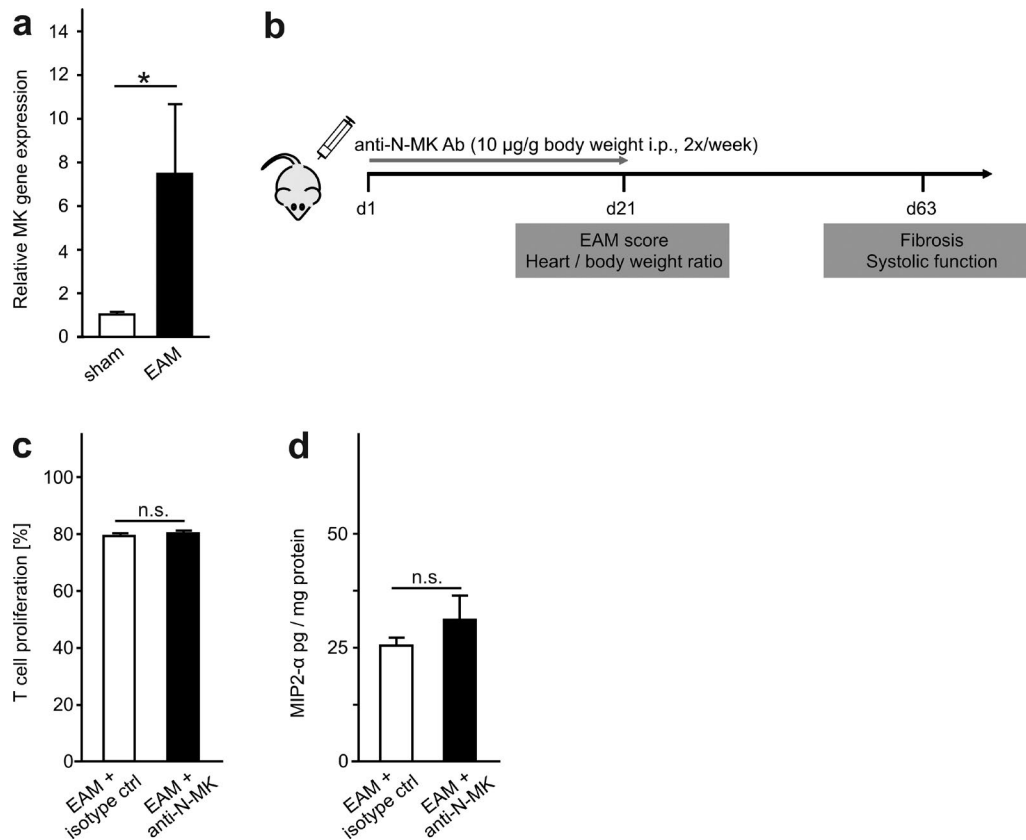 a
Relative MK gene expression
14
12
10
8
6
4
2
0
*
sham
EAM
b
anti-N-MK Ab (10 µg/g body weight i.p., 2x/week)
d1
d21
d63
EAM score
Heart / body weight ratio
Fibrosis
Systolic function
c
T cell proliferation [%]
100
80
60
40
20
0
n.s.
EAM +
isotype ctrl
EAM +
anti-N-MK
d
MIP2-α pg / mg protein
50
25
0
n.s.
EAM +
isotype ctrl
EAM +
anti-N-MK